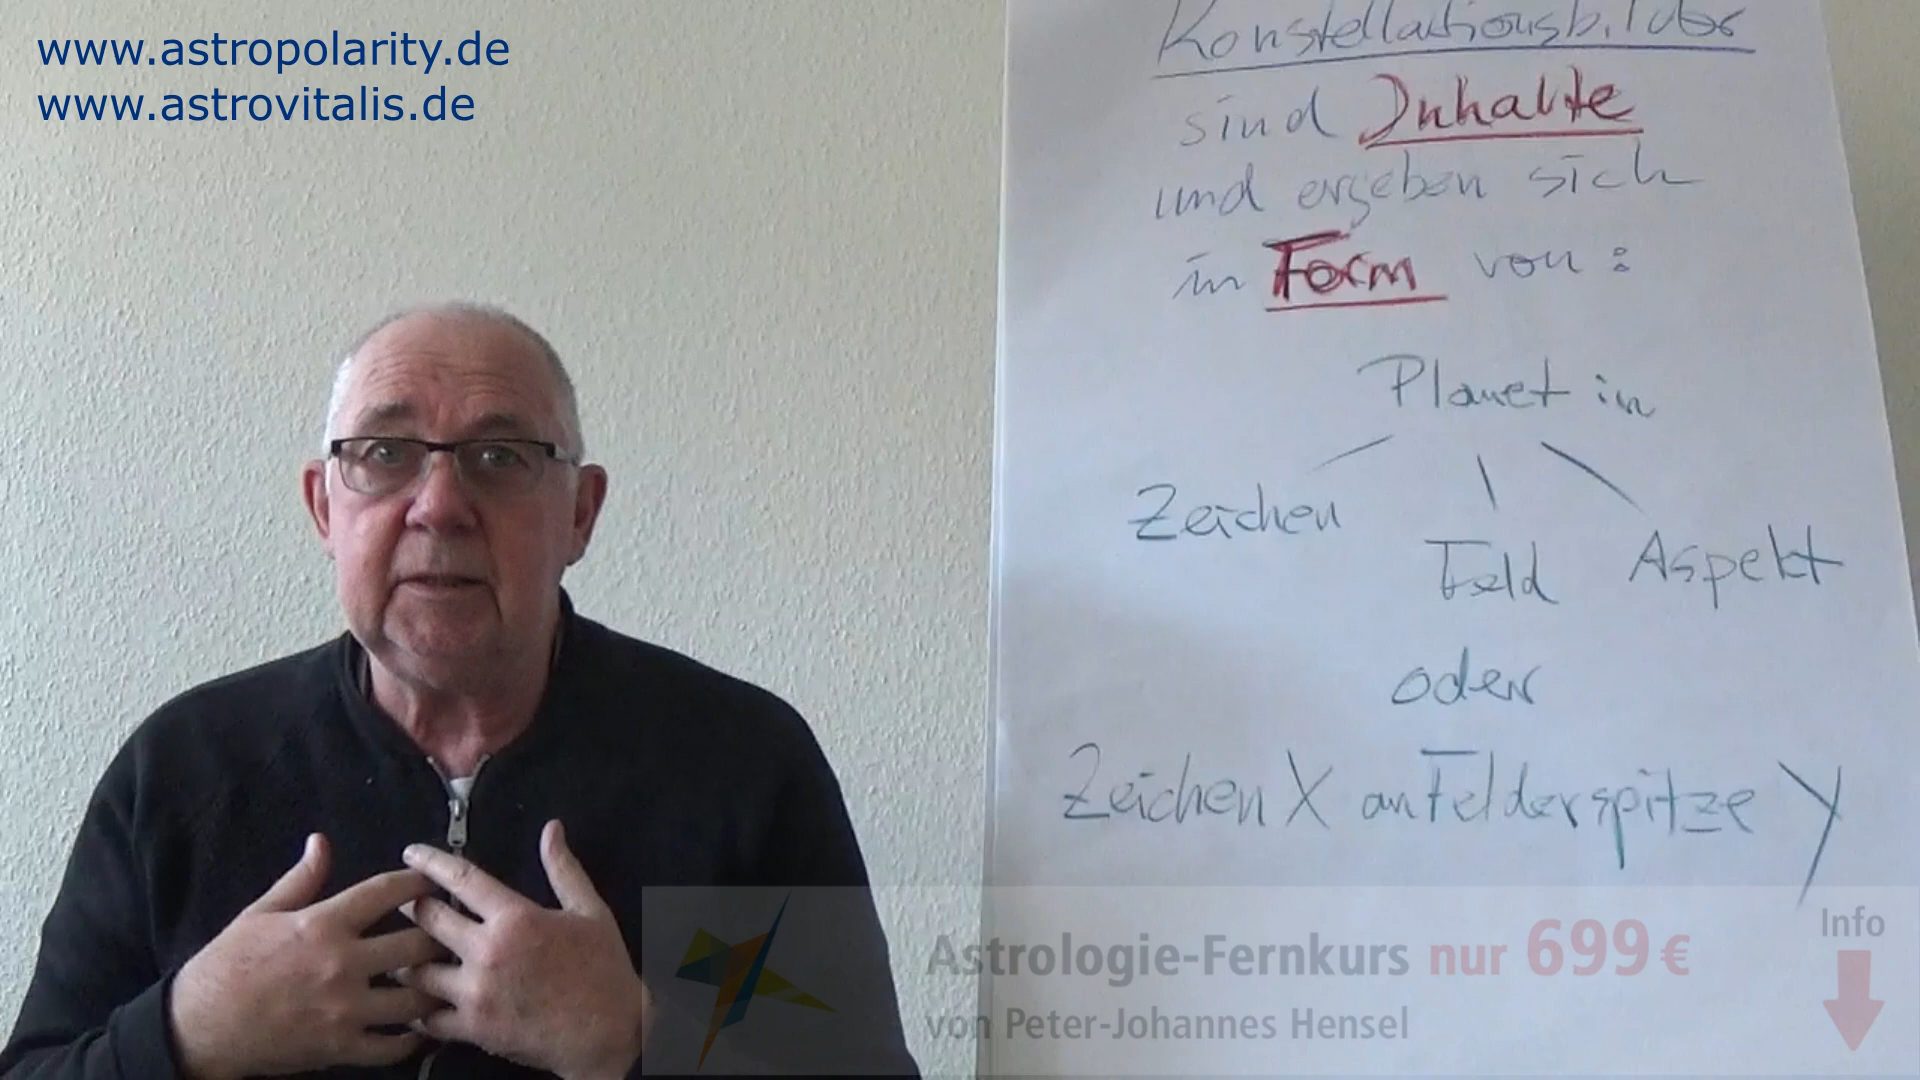 www.astropolarity.de
www.astrovitalis.de
Konstellationsbilder
sind Inhalte
und ergeben sich
in Form von :
Planet in
Zeichen
Feld
Aspekt
oder
Zeichen X an Felderspitze Y
Astrologie-Fernkurs nur 699 €
von Peter-Johannes Hensel
Info